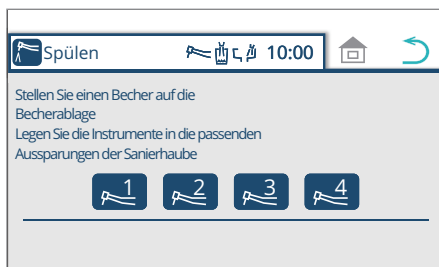 Spülen 10:00
Stellen Sie einen Becher auf die
Becherablage
Legen Sie die Instrumente in die passenden
Aussparungen der Sanierhaube
1 2 3 4